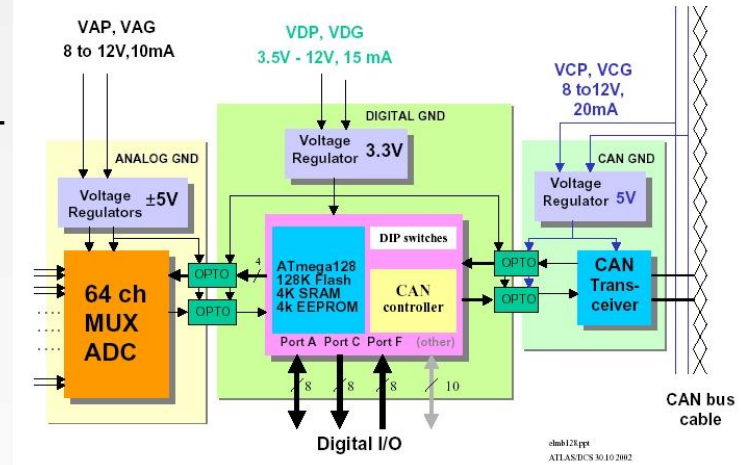 VAP, VAG
8 to 12V,10mA
VDP, VDG
3.5V - 12V, 15 mA
VCP, VCG
8 to12V,
20mA
DIGITAL GND
Voltage
Regulator 3.3V
ANALOG GND
Voltage
Regulators ±5V
CAN GND
Voltage
Regulator 5V
64 ch
MUX
ADC
OPTO
OPTO
4
ATmega128
128K Flash
4K SRAM
4k EEPROM
DIP switches
CAN
controller
Port A Port C Port F (other)
OPTO
OPTO
CAN
Trans-
ceiver
8 8 8 10
Digital I/O
CAN bus
cable
elmb128.ppt
ATLAS/DCS 30.10 2002